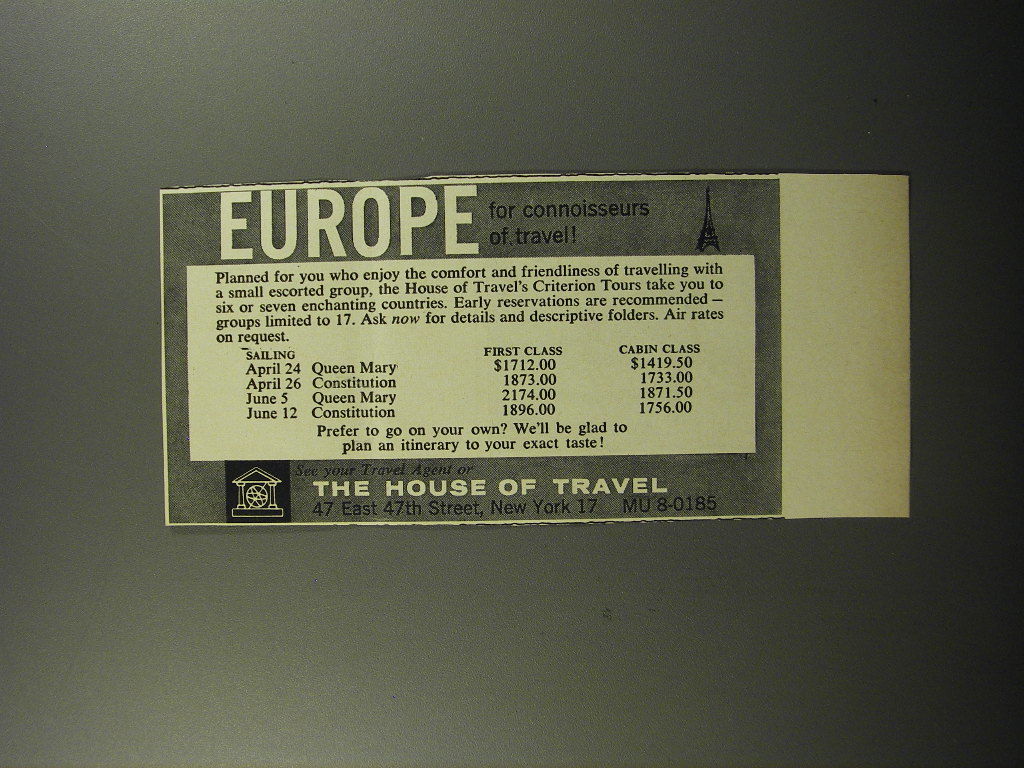 EUROPE for connoisseurs
of travel!
Planned for you who enjoy the comfort and friendliness of travelling with
a small escorted group, the House of Travel's Criterion Tours take you to
six or seven enchanting countries. Early reservations are recommended —
groups limited to 17. Ask now for details and descriptive folders. Air rates
on request.
SAILING FIRST CLASS CABIN CLASS
April 24 Queen Mary $1712.00 $1419.50
April 26 Constitution 1873.00 1733.00
June 5 Queen Mary 2174.00 1871.50
June 12 Constitution 1896.00 1756.00
Prefer to go on your own? We'll be glad to
plan an itinerary to your exact taste!
See your Travel Agent or
THE HOUSE OF TRAVEL
47 East 47th Street, New York 17 MU 8-0185